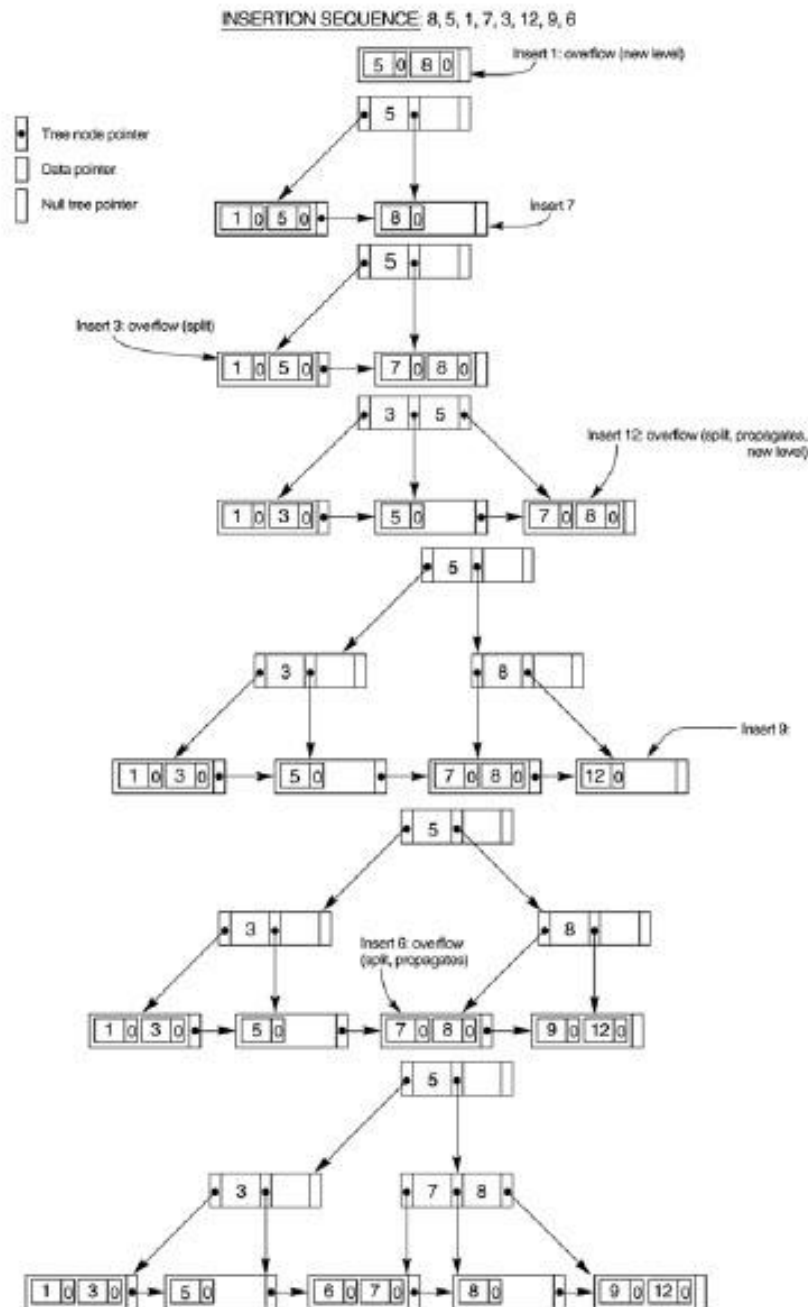 INSERTION SEQUENCE: 8, 5, 1, 7, 3, 12, 9, 6
5 0 8 0
Insert 1: overflow (new level)
Tree node pointer
Data pointer
Null tree pointer
5
1 0 5 0 8 0
Insert 7
5
Insert 3: overflow (split)
1 0 5 0 7 0 8 0
3 5
Insert 12: overflow (split, propagates,
new level)
1 0 3 0 5 0 7 0 8 0
5
3 8
Insert 9:
1 0 3 0 5 0 7 0 8 0 12 0
5
3 8
Insert 6: overflow
(split, propagates)
1 0 3 0 5 0 7 0 8 0 9 0 12 0
5
3 7 8
1 0 3 0 5 0 6 0 7 0 8 0 9 0 12 0